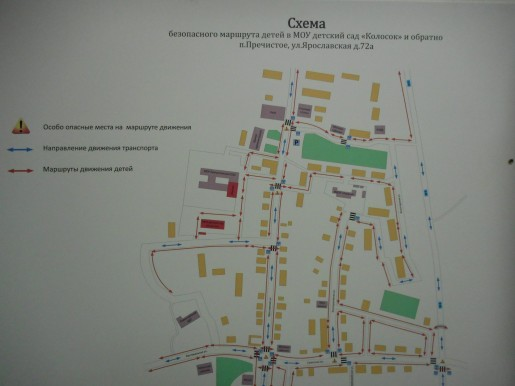 Схема
безопасного маршрута детей в МОУ детский сад «Колосок» и обратно
п.Пречистое, ул.Ярославская д.72а
Особо опасные места на маршруте движения
Направление движения транспорта
Маршруты движения детей
P